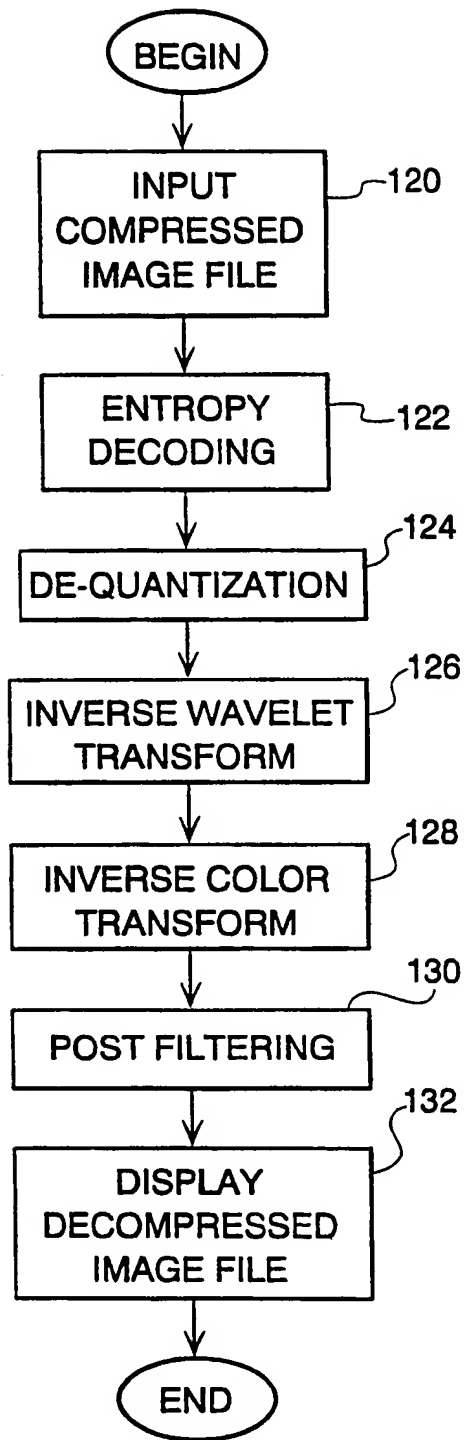 BEGIN
INPUT
COMPRESSED
IMAGE FILE
120
ENTROPY
DECODING
122
124
DE-QUANTIZATION
126
INVERSE WAVELET
TRANSFORM
128
INVERSE COLOR
TRANSFORM
130
POST FILTERING
132
DISPLAY
DECOMPRESSED
IMAGE FILE
END